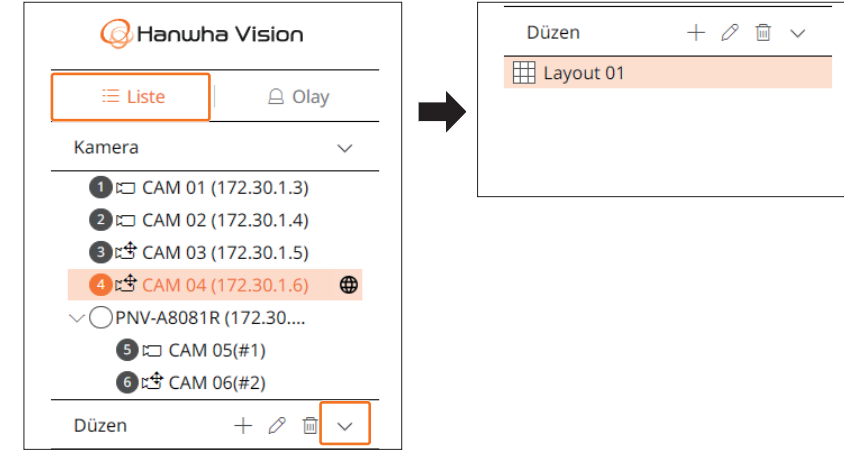 Hanwha Vision
Liste
Olay
Kamera
1 CAM 01 (172.30.1.3)
2 CAM 02 (172.30.1.4)
3 CAM 03 (172.30.1.5)
4 CAM 04 (172.30.1.6)
PNV-A8081R (172.30....
5 CAM 05(#1)
6 CAM 06(#2)
Düzen
Düzen
Layout 01